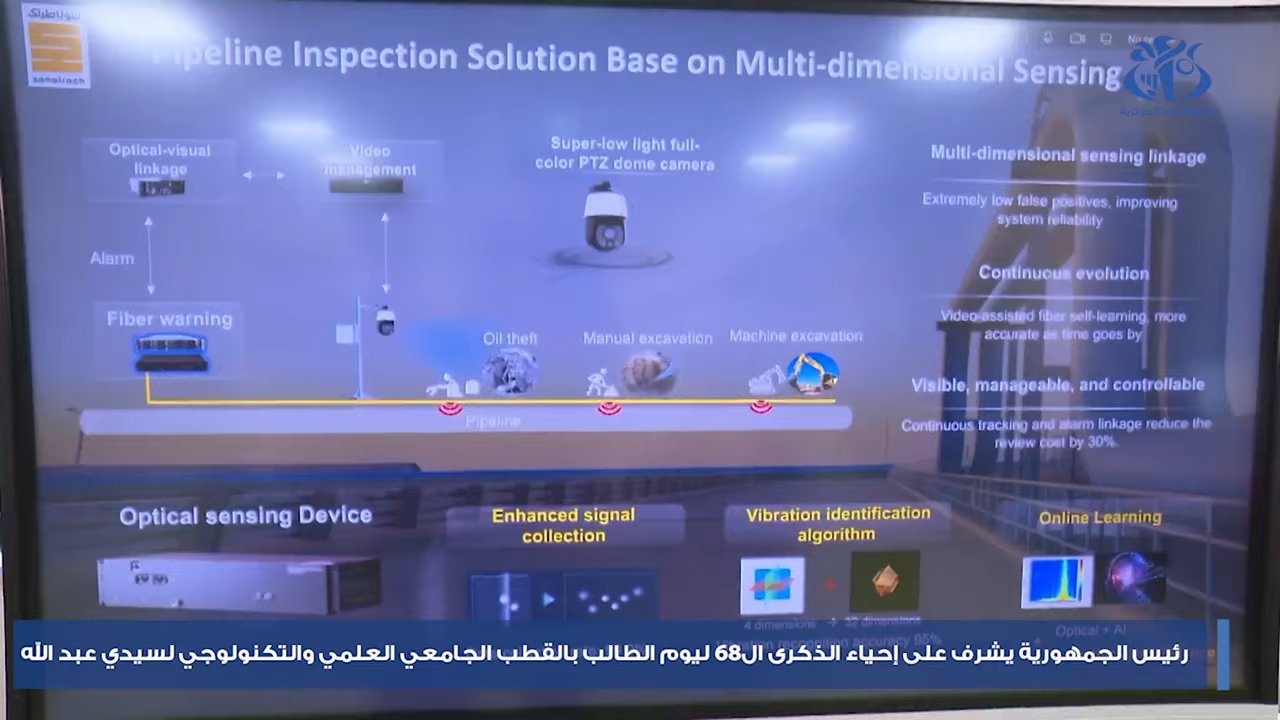 سوناطراك
sonatrach
Pipeline Inspection Solution Base on Multi-dimensional Sensing
Optical-visual
linkage
Video
management
Super-low light full-
color PTZ dome camera
Alarm
Fiber warning
Oil theft
Manual excavation
Machine excavation
Pipeline
Multi-dimensional sensing linkage
Extremely low false positives, improving
system reliability
Continuous evolution
Video-assisted fiber self-learning, more
accurate as time goes by
Visible, manageable, and controllable
Continuous tracking and alarm linkage reduce the
review cost by 30%.
Optical sensing Device
Enhanced signal
collection
Vibration identification
algorithm
4 dimensions → 32 dimensions
Vibration recognition accuracy 95%
Online Learning
Optical + AI
رئيس الجمهورية يشرف على إحياء الذكرى ال68 ليوم الطالب بالقطب الجامعي العلمي والتكنولوجي لسيدي عبد الله